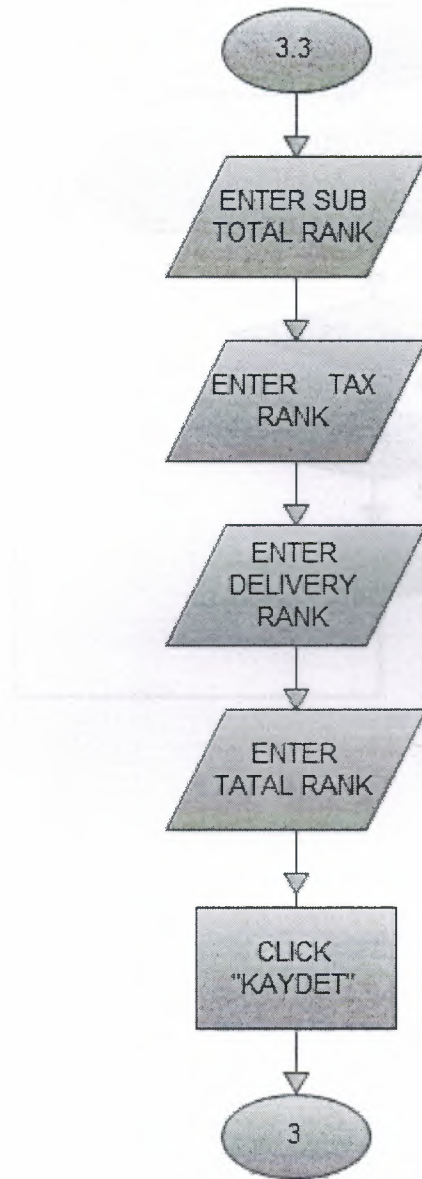 3.3
ENTER SUB
TOTAL RANK
ENTER TAX
RANK
ENTER
DELIVERY
RANK
ENTER
TATAL RANK
CLICK
"KAYDET"
3